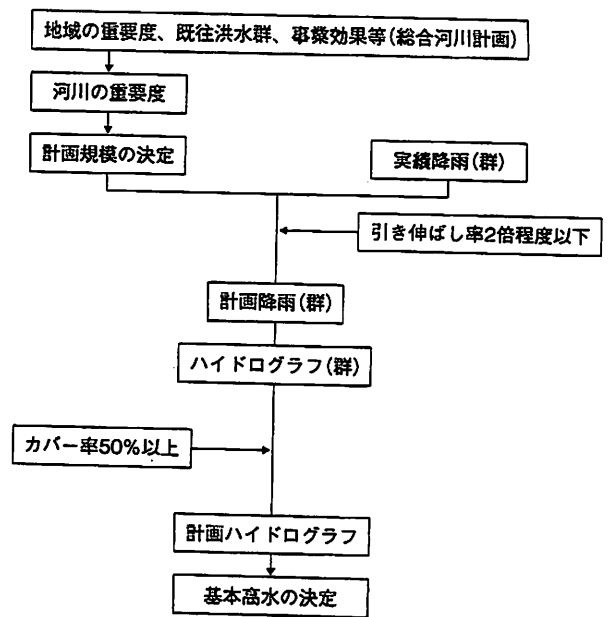 地域の重要度、既往洪水群、事業効果等(総合河川計画)
河川の重要度
計画規模の決定
実績降雨(群)
引き伸ばし率2倍程度以下
計画降雨(群)
ハイドログラフ(群)
カバー率50%以上
計画ハイドログラフ
基本高水の決定